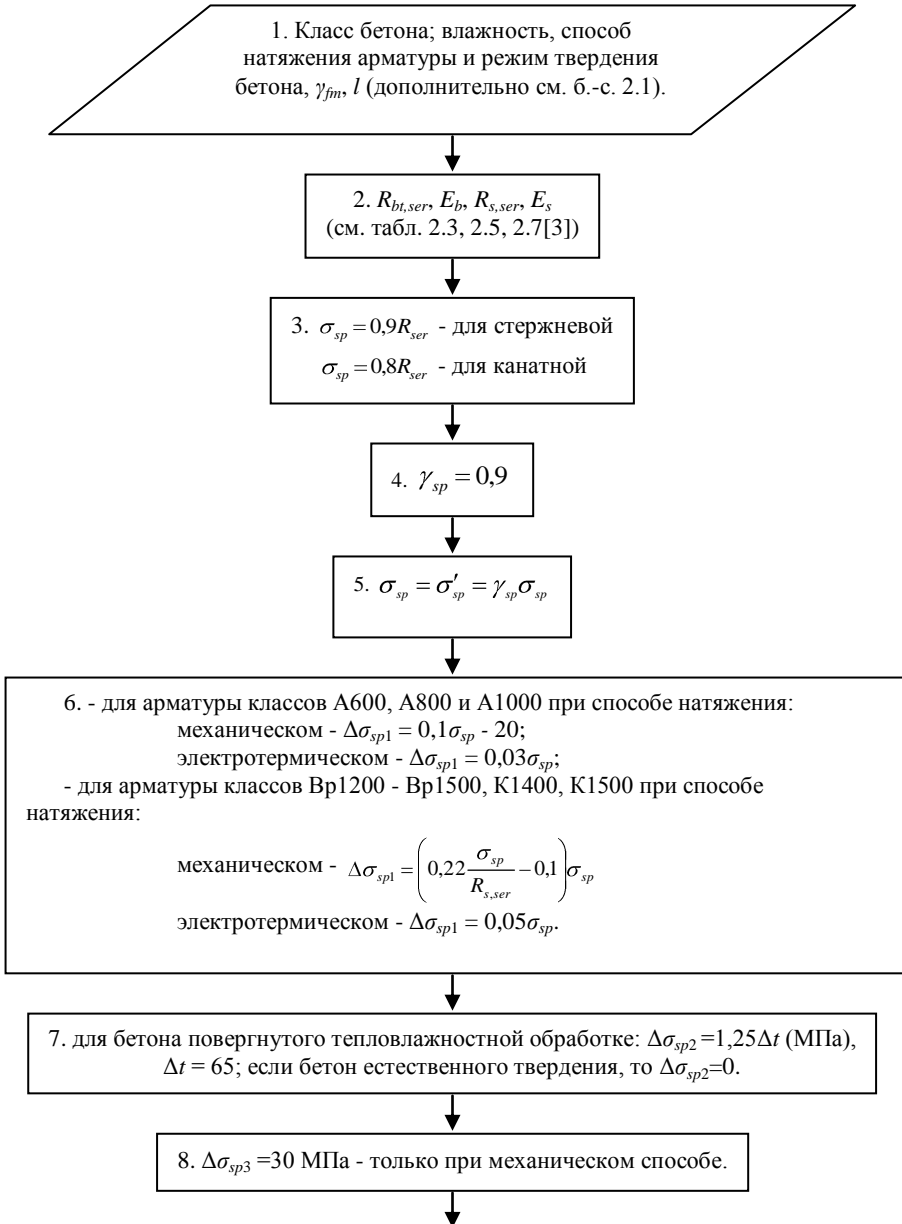 1. Класс бетона; влажность, способ
натяжения арматуры и режим твердения
бетона, γfm, l (дополнительно см. б.-с. 2.1).
2. Rbt,ser, Eb, Rs,ser, Es
(см. табл. 2.3, 2.5, 2.7[3])
3. σsp = 0,9Rser - для стержневой
σsp = 0,8Rser - для канатной
4. γsp = 0,9
5. σsp = σ′sp = γspσsp
6. - для арматуры классов А600, А800 и А1000 при способе натяжения:
механическом - Δσsp1 = 0,1σsp - 20;
электротермическом - Δσsp1 = 0,03σsp;
- для арматуры классов Вр1200 - Вр1500, К1400, К1500 при способе
натяжения:
механическом - Δσsp1 = (0,22 σsp/Rs,ser − 0,1)σsp
электротермическом - Δσsp1 = 0,05σsp.
7. для бетона повергнутого тепловлажностной обработке: Δσsp2 =1,25Δt (МПа),
Δt = 65; если бетон естественного твердения, то Δσsp2=0.
8. Δσsp3 =30 МПа - только при механическом способе.